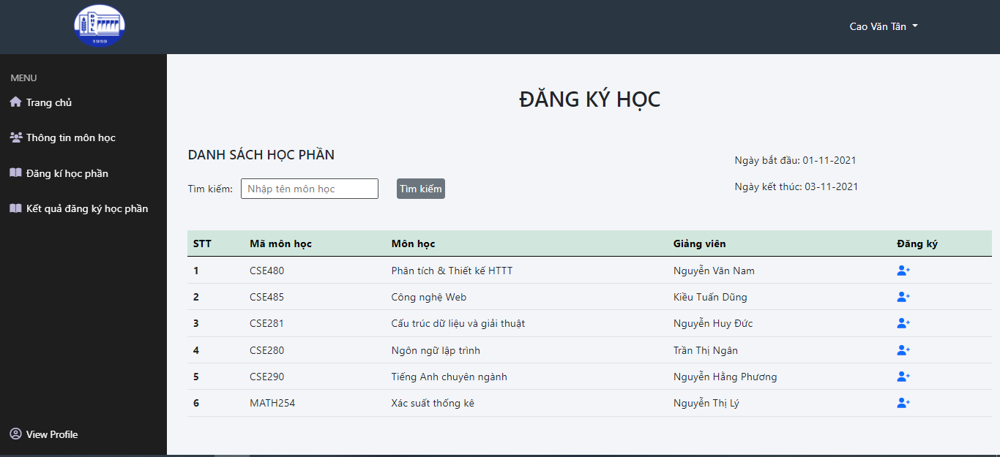 ĐHTL
1959
Cao Văn Tân
MENU
Trang chủ
Thông tin môn học
Đăng kí học phần
Kết quả đăng ký học phần
View Profile
ĐĂNG KÝ HỌC
DANH SÁCH HỌC PHẦN
Ngày bắt đầu: 01-11-2021
Tìm kiếm: Nhập tên môn học Tìm kiếm
Ngày kết thúc: 03-11-2021
STT Mã môn học Môn học Giảng viên Đăng ký
1 CSE480 Phân tích & Thiết kế HTTT Nguyễn Văn Nam
2 CSE485 Công nghệ Web Kiều Tuấn Dũng
3 CSE281 Cấu trúc dữ liệu và giải thuật Nguyễn Huy Đức
4 CSE280 Ngôn ngữ lập trình Trần Thị Ngân
5 CSE290 Tiếng Anh chuyên ngành Nguyễn Hằng Phương
6 MATH254 Xác suất thống kê Nguyễn Thị Lý